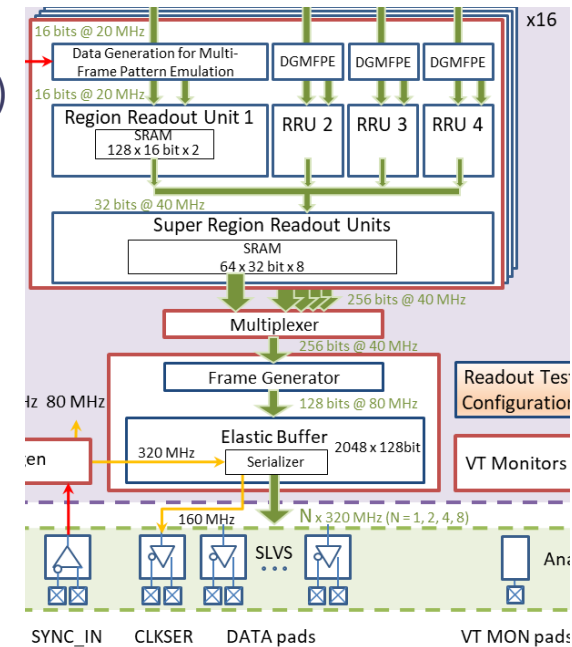 x16
16 bits @ 20 MHz
Data Generation for Multi-
Frame Pattern Emulation
DGMFPE
DGMFPE
DGMFPE
16 bits @ 20 MHz
Region Readout Unit 1
SRAM
128 x 16 bit x 2
RRU 2
RRU 3
RRU 4
32 bits @ 40 MHz
Super Region Readout Units
SRAM
64 x 32 bit x 8
256 bits @ 40 MHz
Multiplexer
256 bits @ 40 MHz
Frame Generator
Readout Test
Configuration
Hz 80 MHz
128 bits @ 80 MHz
Elastic Buffer
2048 x 128bit
en
320 MHz
Serializer
VT Monitors
160 MHz
N x 320 MHz (N = 1, 2, 4, 8)
SLVS
...
Ana
SYNC_IN
CLKSER
DATA pads
VT MON pads